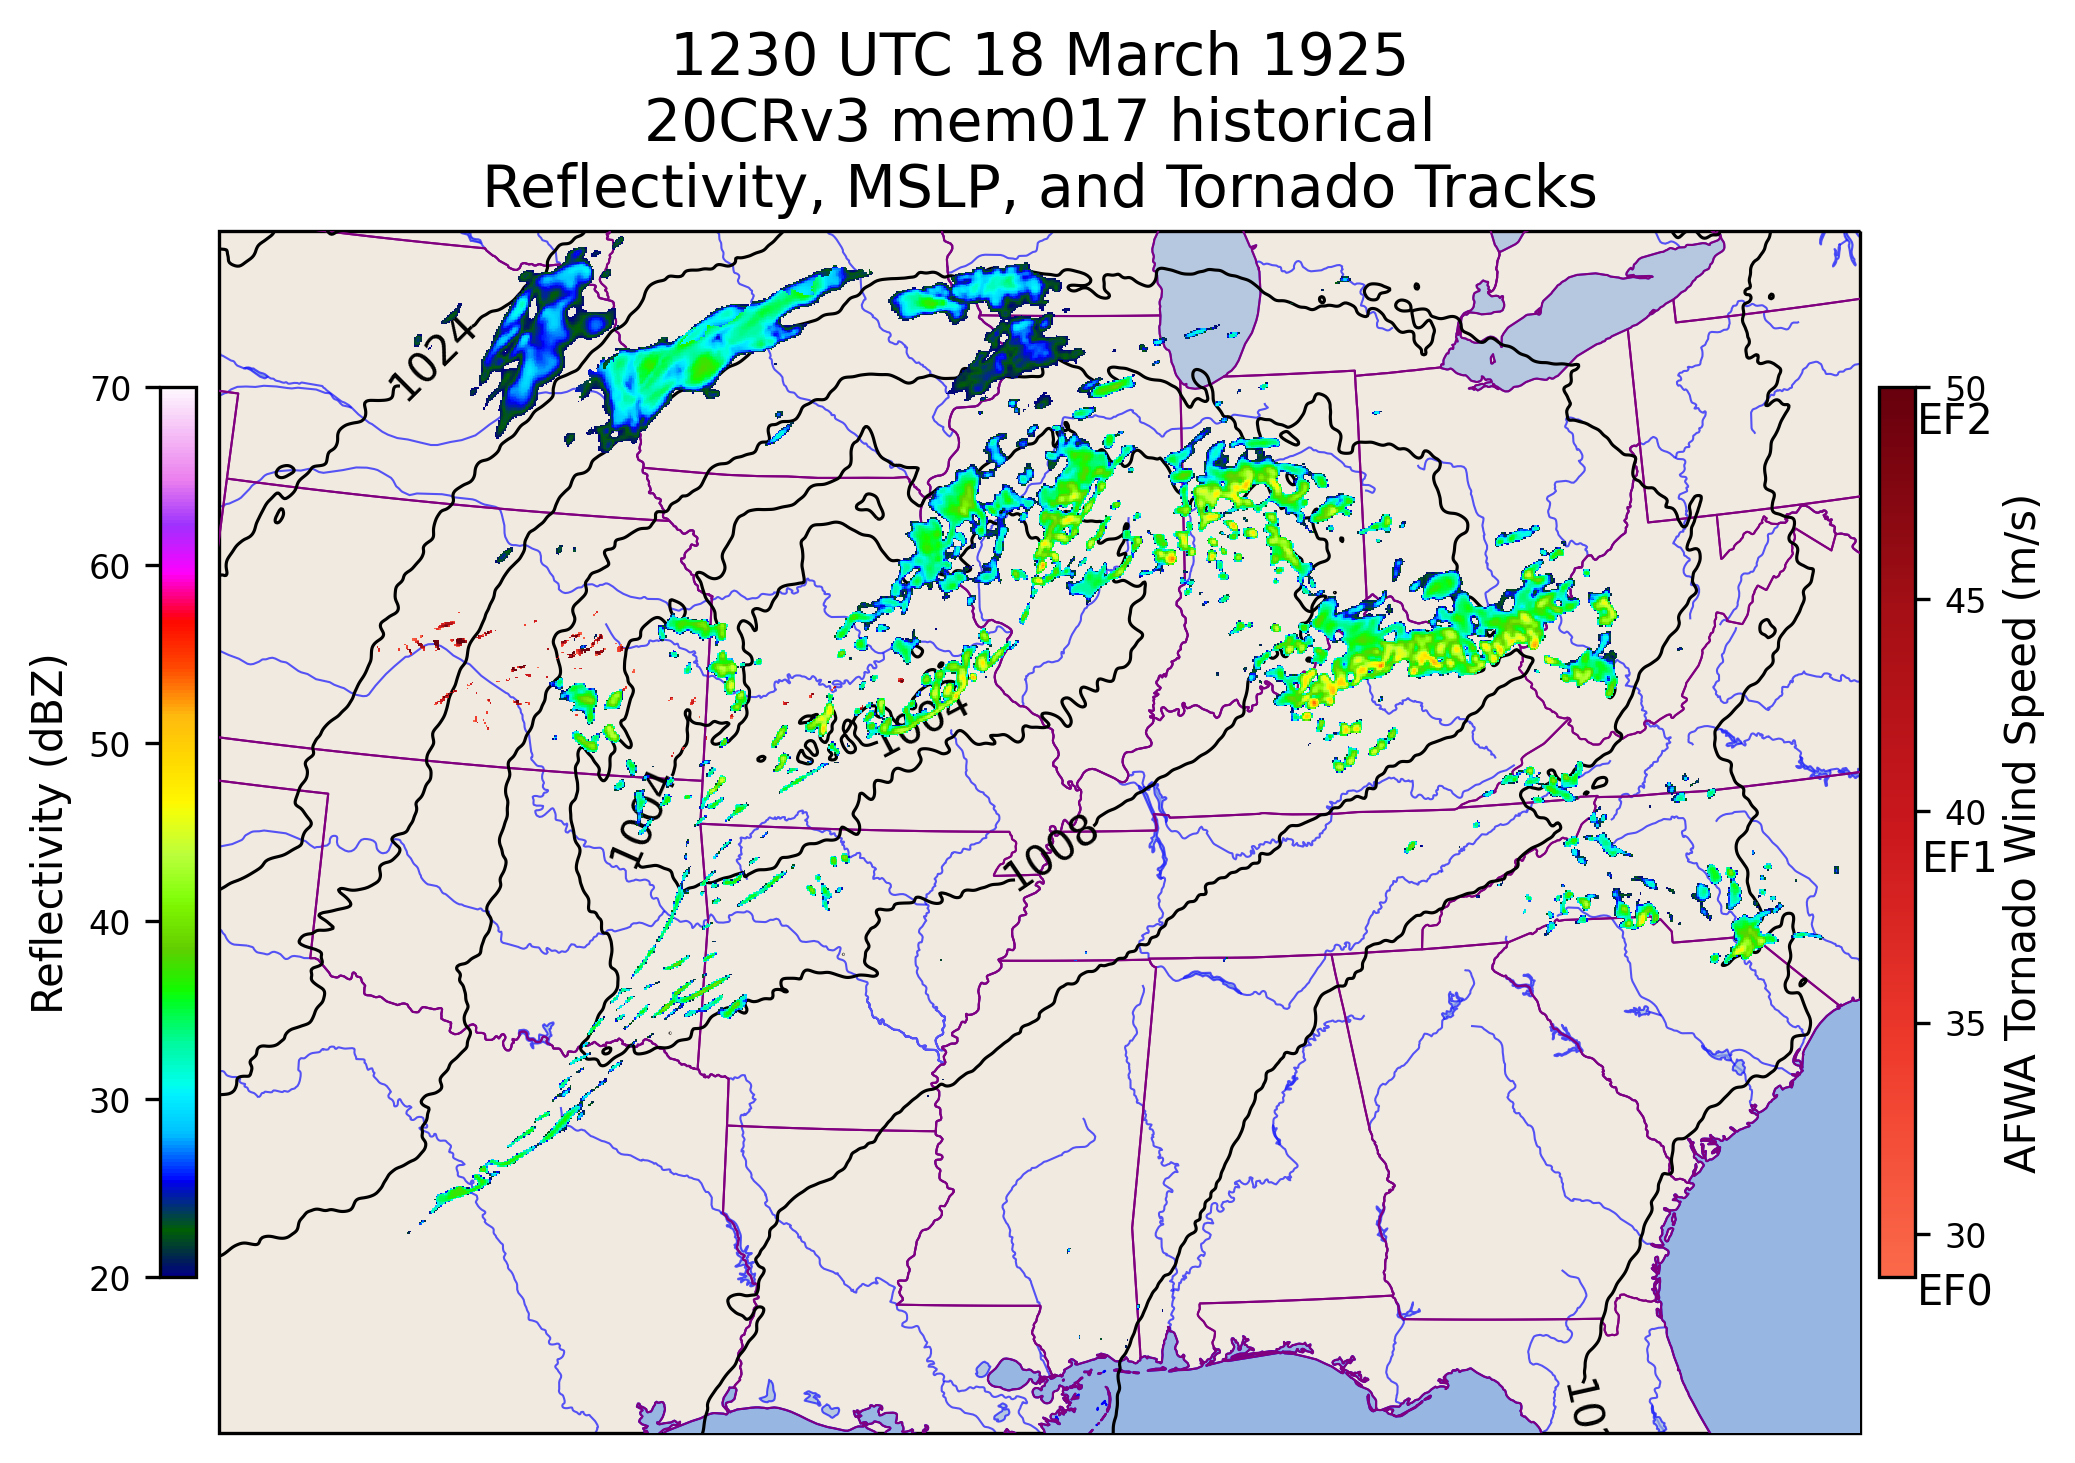 1230 UTC 18 March 1925
20CRv3 mem017 historical
Reflectivity, MSLP, and Tornado Tracks
Reflectivity (dBZ)
70
60
50
40
30
20
1024
1004
1004
1008
AFWA Tornado Wind Speed (m/s)
50
EF2
45
40
EF1
35
30
EF0